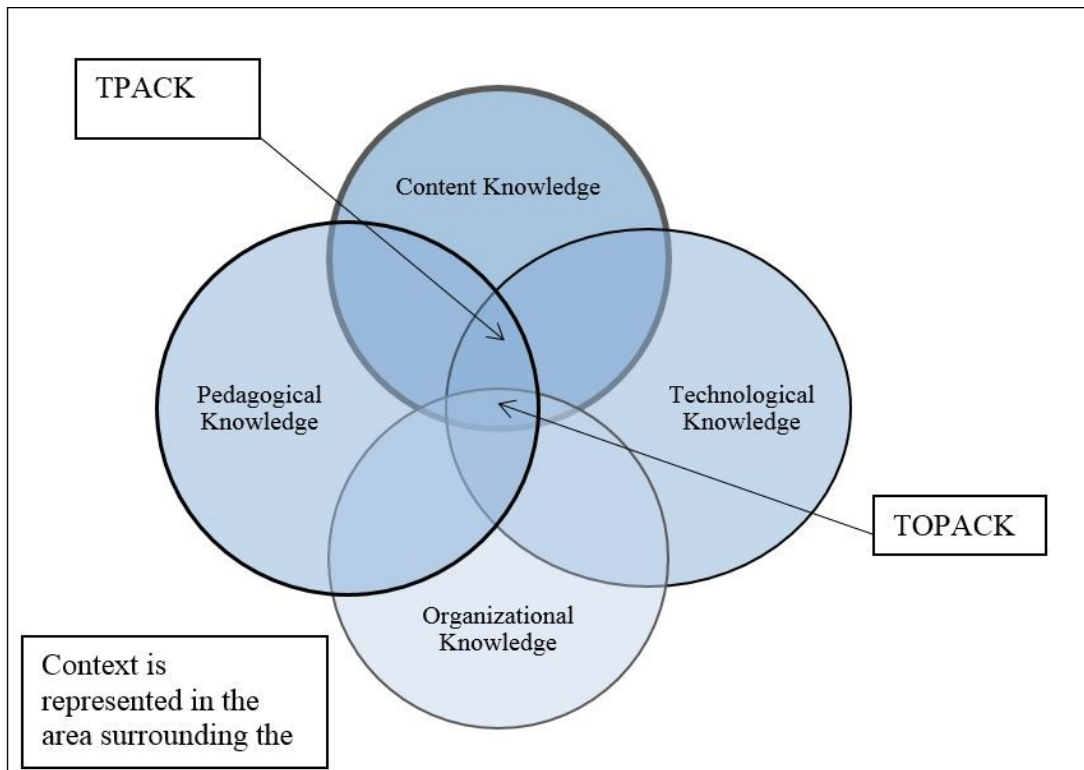 TPACK
Content Knowledge
Pedagogical
Knowledge
Technological
Knowledge
TOPACK
Organizational
Knowledge
Context is
represented in the
area surrounding the